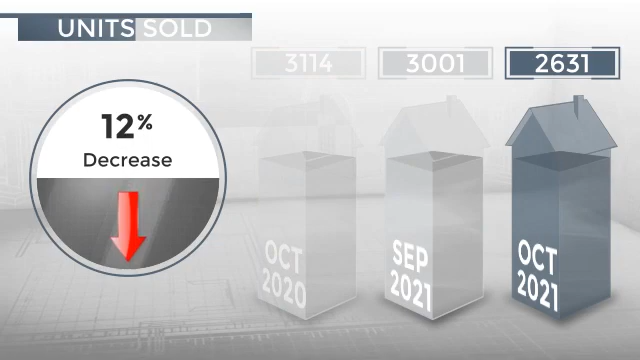 UNITS SOLD
3114
3001
2631
12%
Decrease
OCT
2020
SEP
2021
OCT
2021